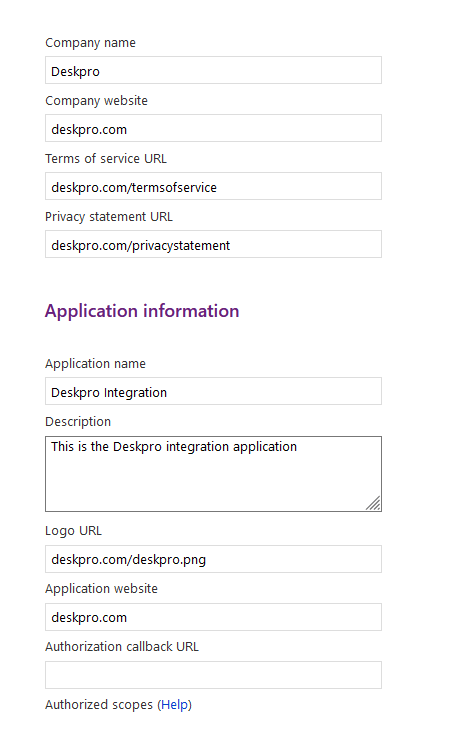 Company name
Deskpro
Company website
deskpro.com
Terms of service URL
deskpro.com/termsofservice
Privacy statement URL
deskpro.com/privacystatement
Application information
Application name
Deskpro Integration
Description
This is the Deskpro integration application
Logo URL
deskpro.com/deskpro.png
Application website
deskpro.com
Authorization callback URL
Authorized scopes (Help)